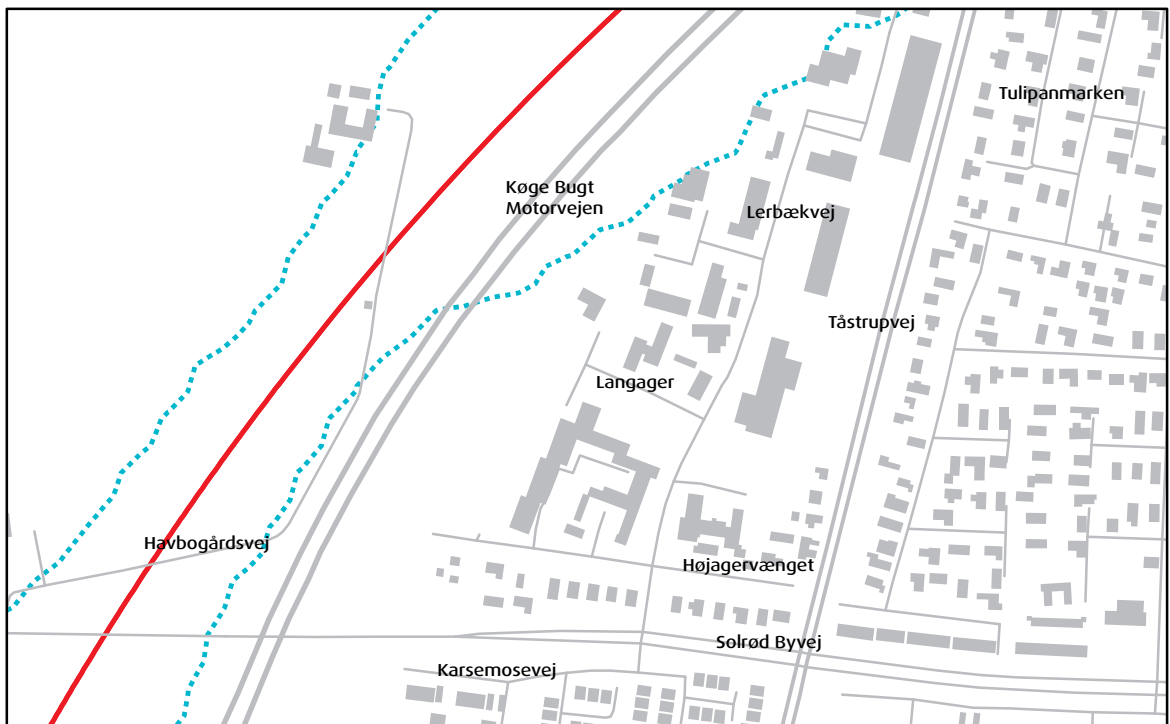 Tulipanmarken
Køge Bugt
Motorvejen
Lerbækvej
Tåstrupvej
Langager
Havbogårdsvej
Højagervænget
Solrød Byvej
Karsemosevej